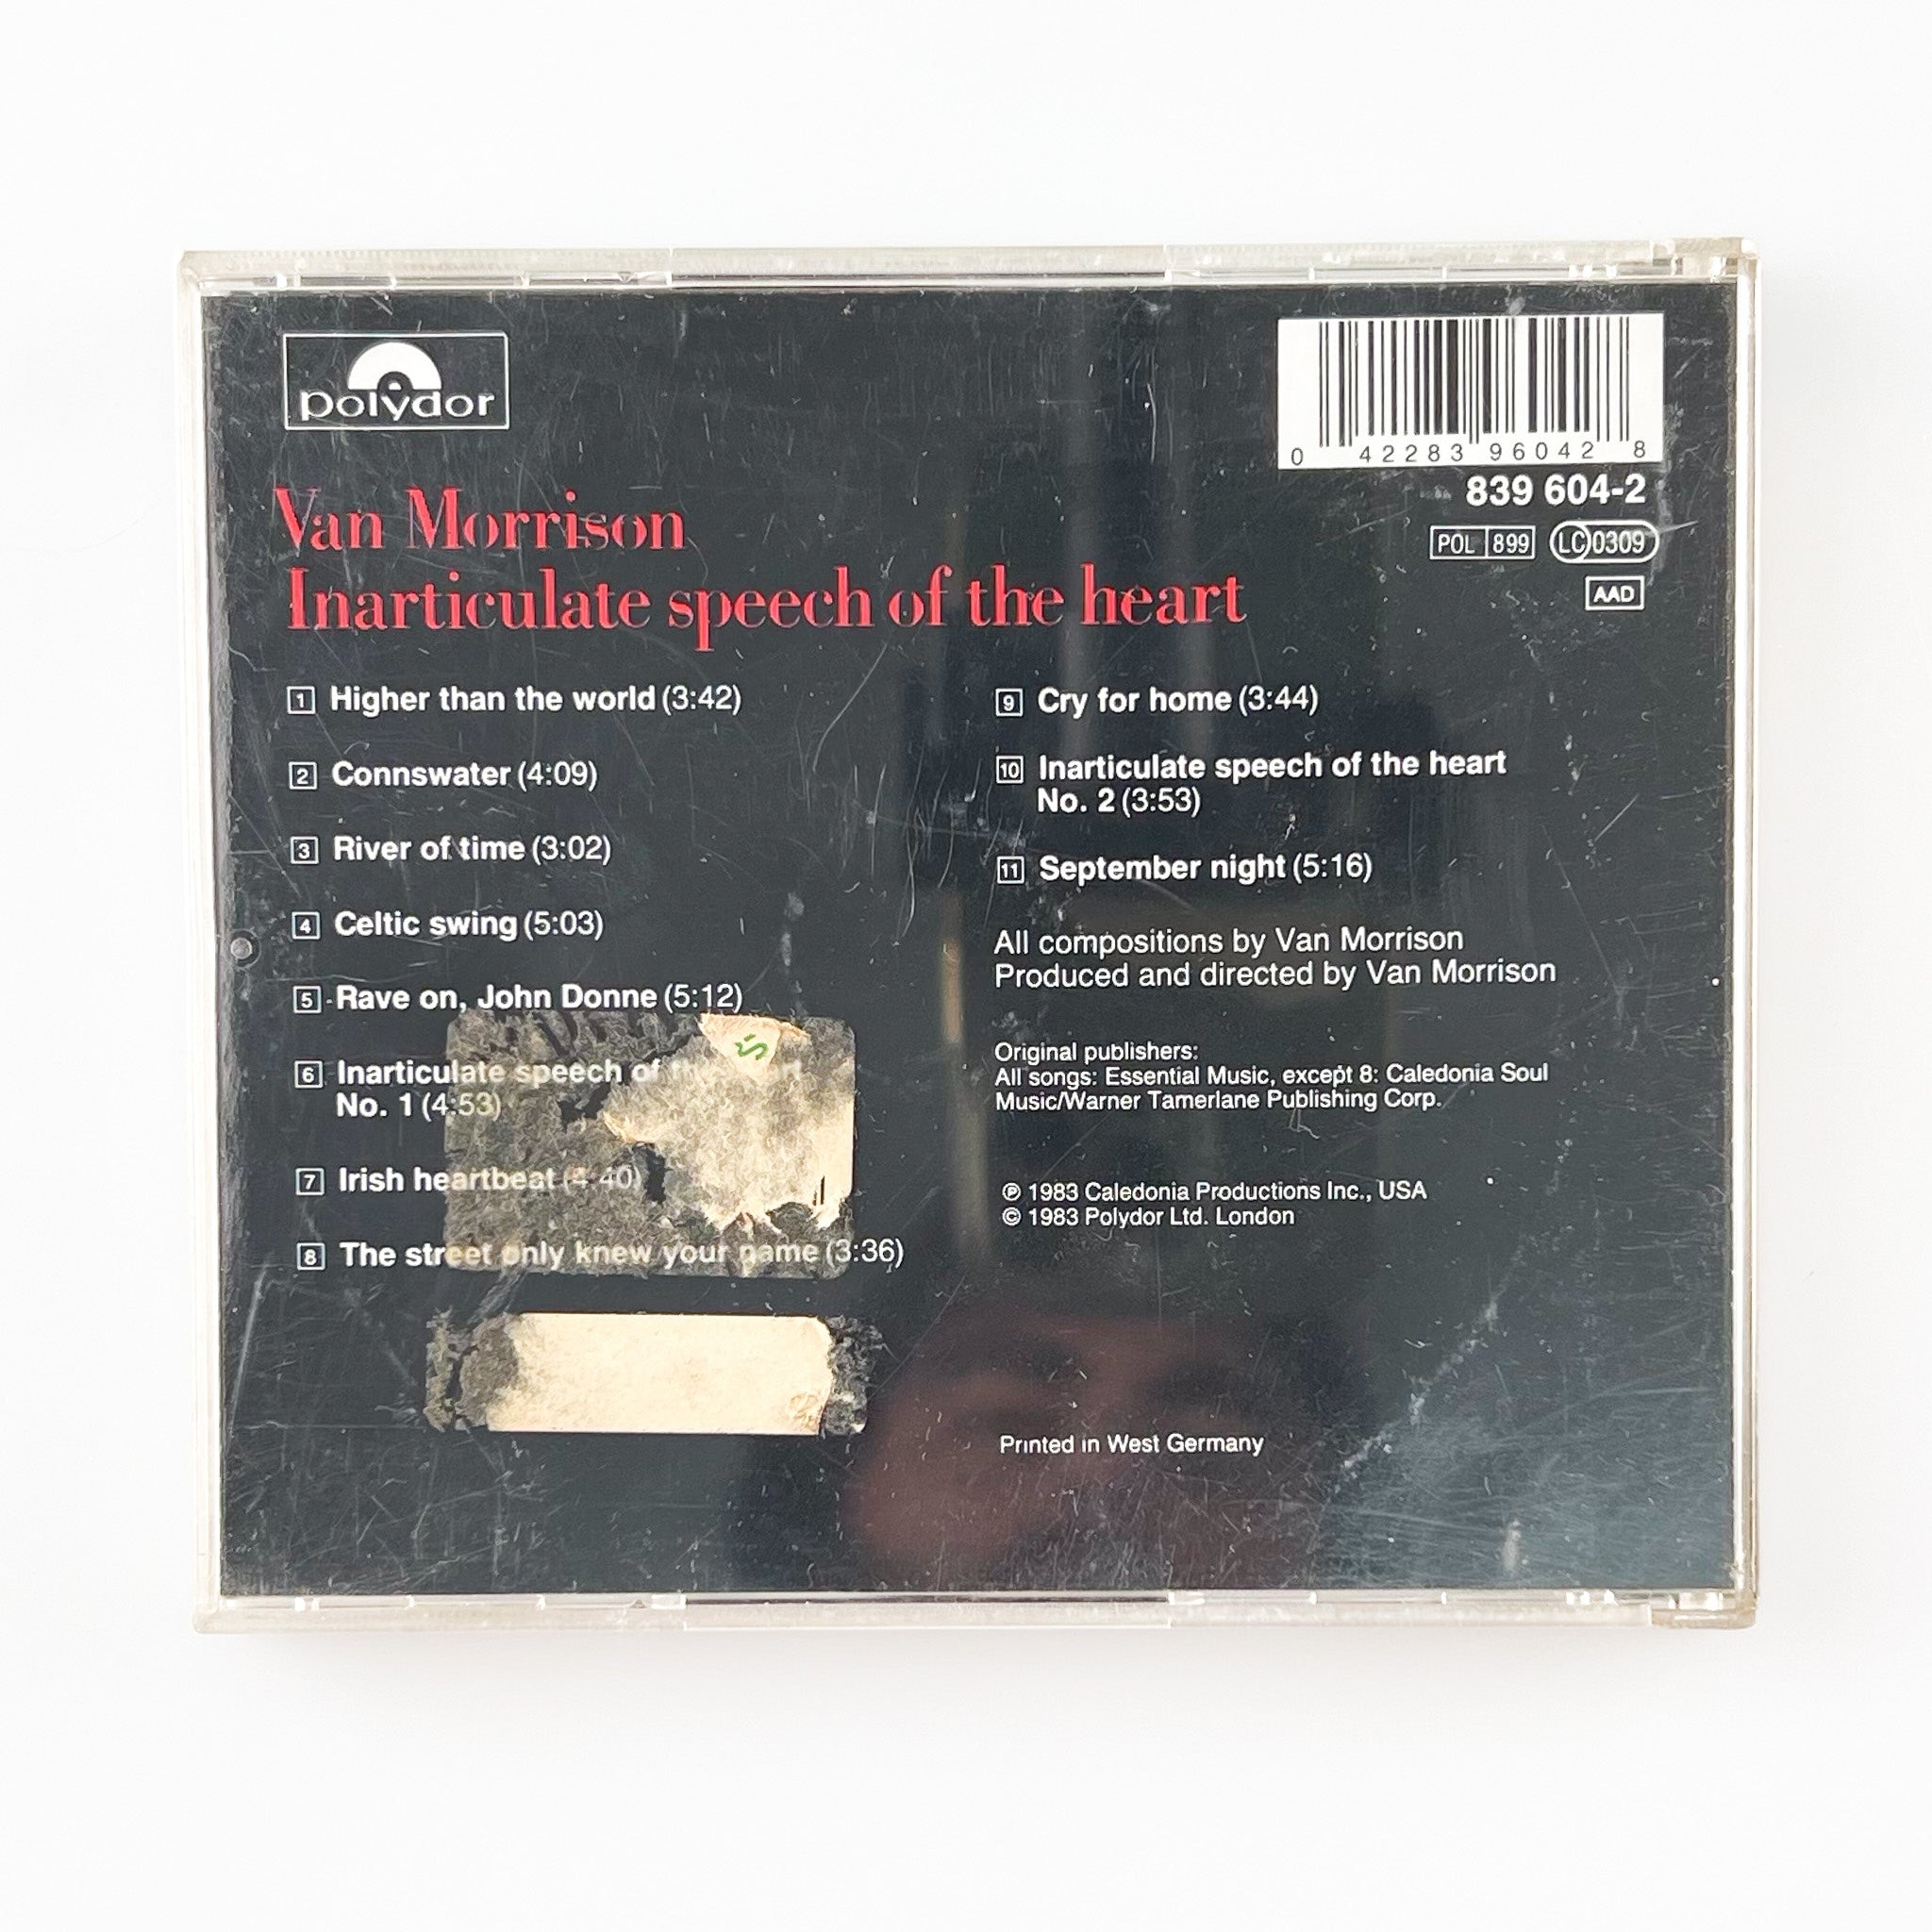 polydor
0 42283 96042 8
839 604-2
POL 899 LC 0309
AAD
Van Morrison
Inarticulate speech of the heart
1 Higher than the world (3:42)
2 Connswater (4:09)
3 River of time (3:02)
4 Celtic swing (5:03)
5 Rave on, John Donne (5:12)
6 Inarticulate speech of the
No. 1 (4:53)
7 Irish heartbeat (4:40)
8 The street only knew your name (3:36)
9 Cry for home (3:44)
10 Inarticulate speech of the heart
No. 2 (3:53)
11 September night (5:16)
All compositions by Van Morrison
Produced and directed by Van Morrison
Original publishers:
All songs: Essential Music, except 8: Caledonia Soul
Music/Warner Tamerlane Publishing Corp.
℗ 1983 Caledonia Productions Inc., USA
© 1983 Polydor Ltd. London
Printed in West Germany